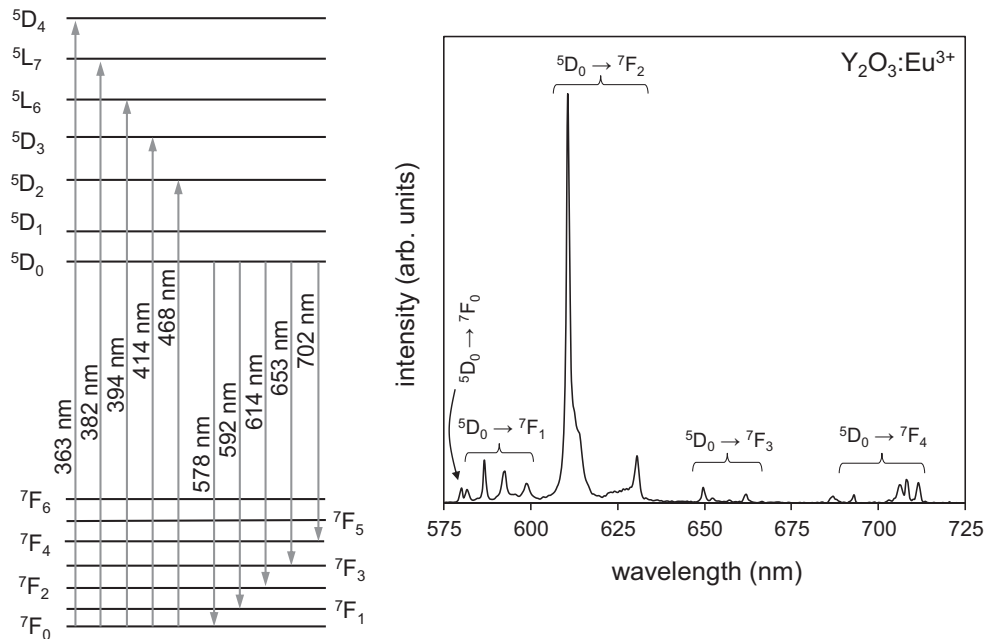 ⁵D₄
⁵L₇
⁵L₆
⁵D₃
⁵D₂
⁵D₁
⁵D₀
363 nm
382 nm
394 nm
414 nm
468 nm
578 nm
592 nm
614 nm
653 nm
702 nm
⁷F₆
⁷F₅
⁷F₄
⁷F₃
⁷F₂
⁷F₁
⁷F₀
Y₂O₃:Eu³⁺
⁵D₀ → ⁷F₂
⁵D₀ → ⁷F₀
⁵D₀ → ⁷F₁
⁵D₀ → ⁷F₃
⁵D₀ → ⁷F₄
intensity (arb. units)
575 600 625 650 675 700 725
wavelength (nm)